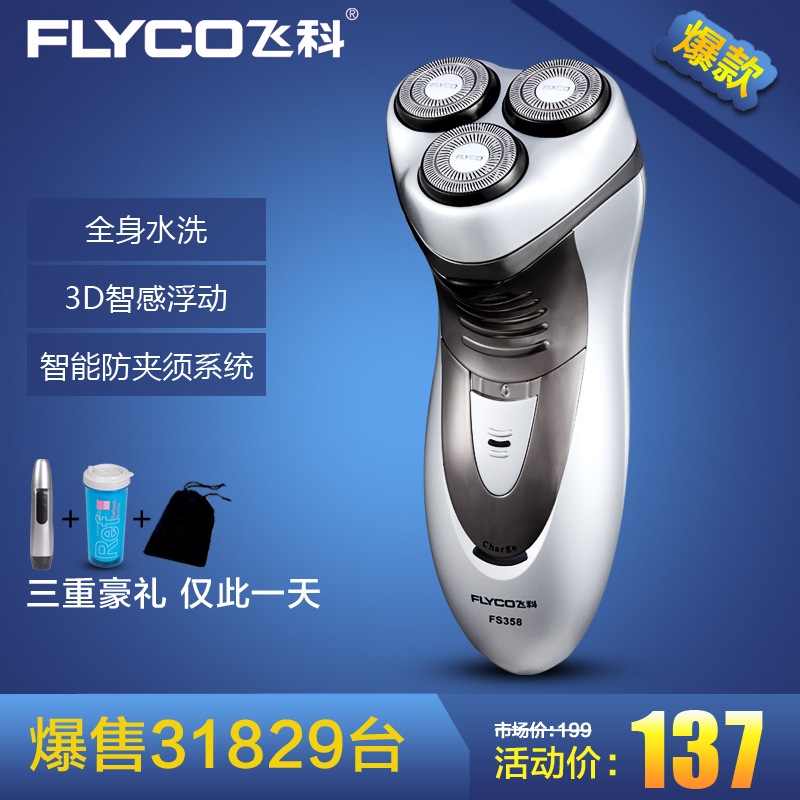 FLYCO飞科®
爆款
FLYCO
FLYCO
FLYCO
全身水洗
3D智感浮动
智能防夹须系统
6
Charge
Ref
+ +
三重豪礼 仅此一天
FLYCO飞科
FS358
爆售31829台
市场价:199
活动价: 137